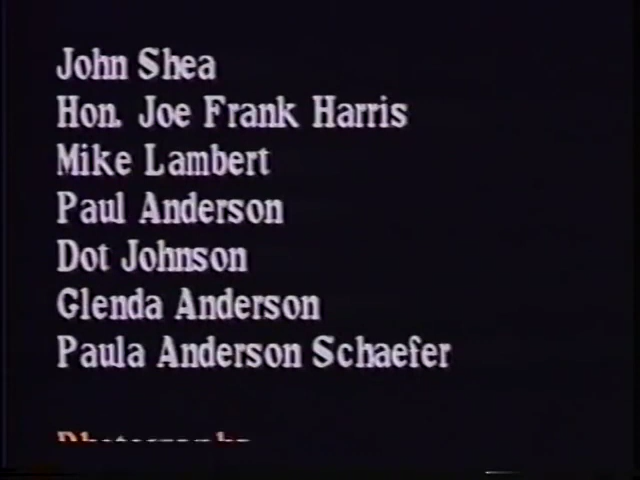 John Shea
Hon. Joe Frank Harris
Mike Lambert
Paul Anderson
Dot Johnson
Glenda Anderson
Paula Anderson Schaefer